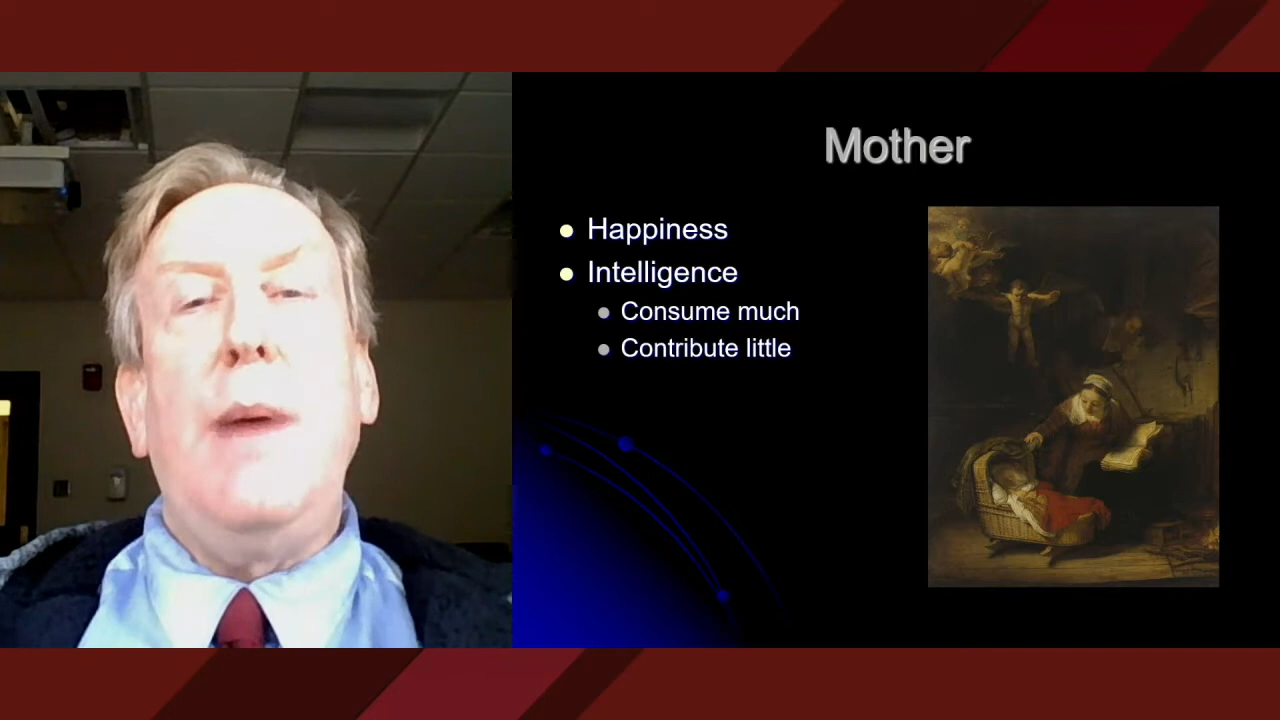 Mother
Happiness
Intelligence
Consume much
Contribute little